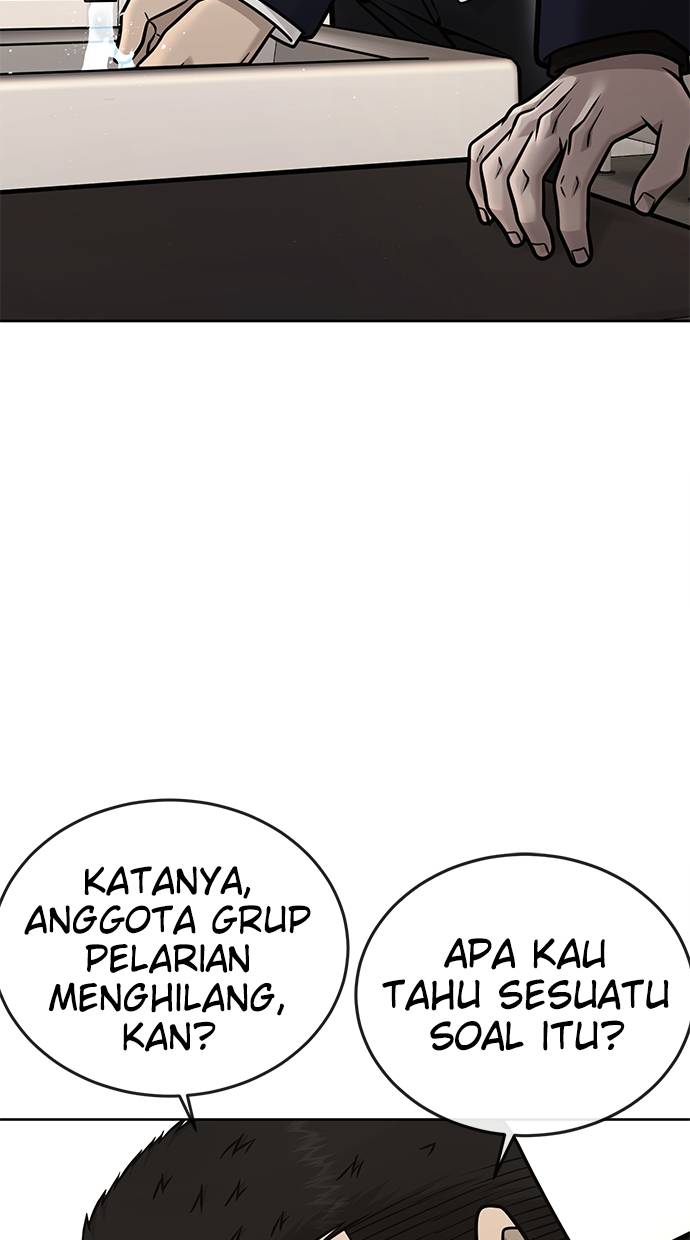 KATANYA,
ANGGOTA GRUP
PELARIAN
MENGHILANG,
KAN?
APA KAU
TAHU SESUATU
SOAL ITU?